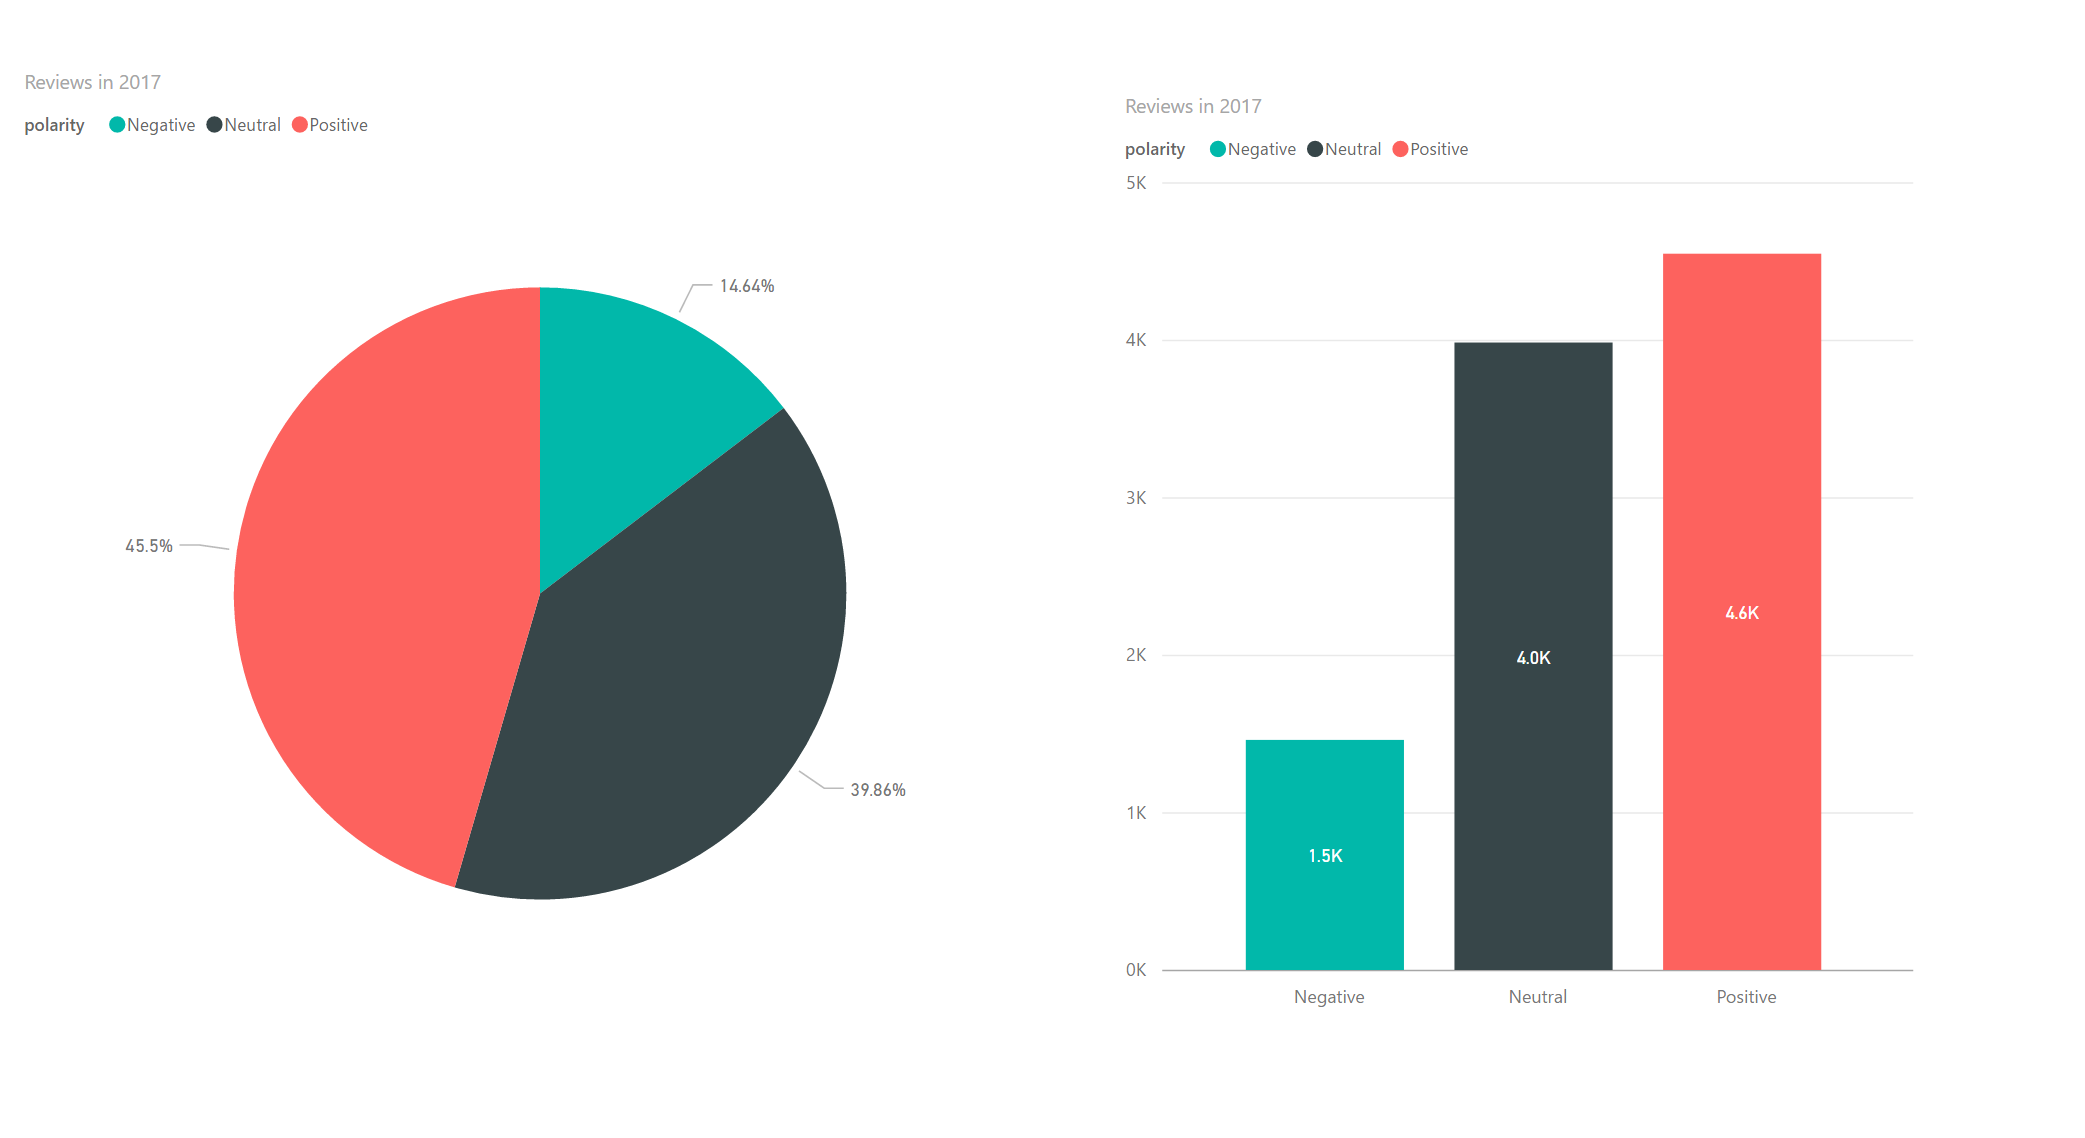 Reviews in 2017
polarity Negative Neutral Positive
14.64%
45.5%
39.86%
Reviews in 2017
polarity Negative Neutral Positive
5K
4K
3K
2K
1K
0K
4.6K
4.0K
1.5K
Negative Neutral Positive